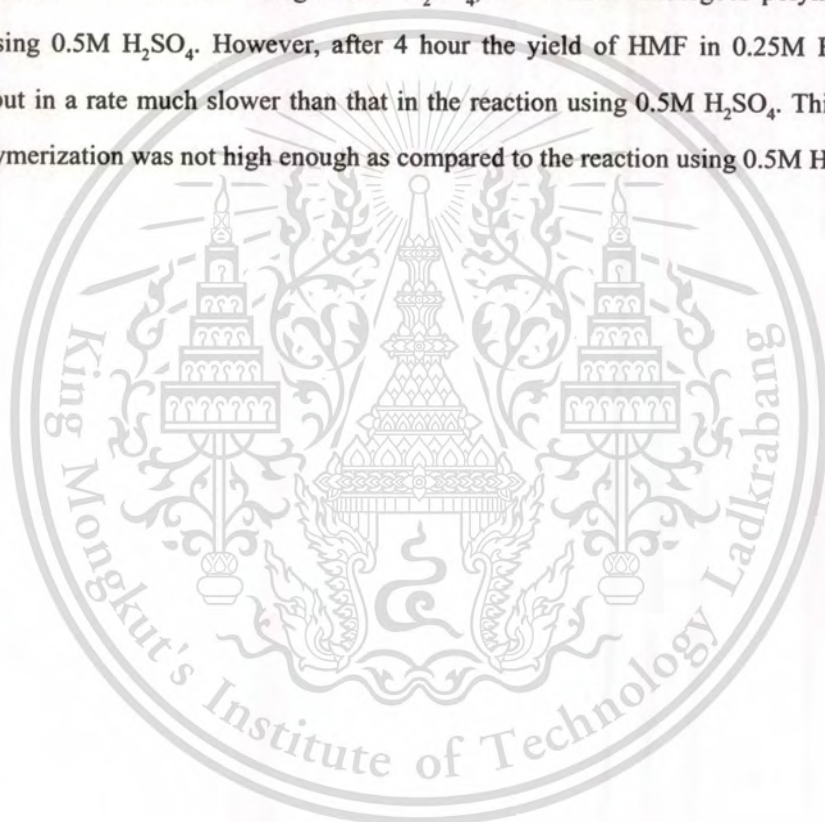 sing 0.5M H₂SO₄. However, after 4 hour the yield of HMF in 0.25M
out in a rate much slower than that in the reaction using 0.5M H₂SO₄.
ymerization was not high enough as compared to the reaction using 0.5M
King Mongkut's Institute of Technology Ladkrabang